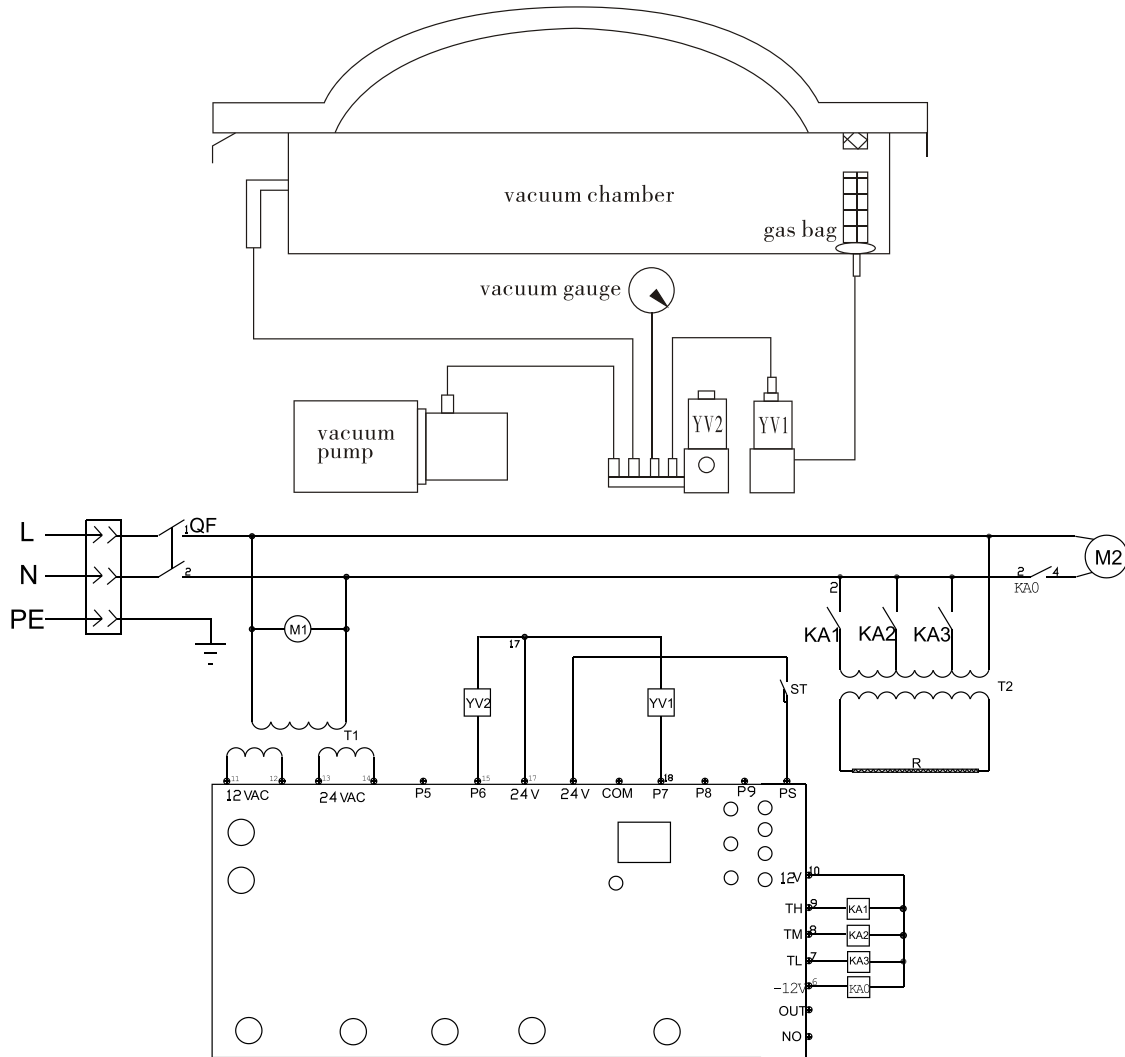 vacuum chamber
gas bag
vacuum gauge
vacuum
pump
YV2
YV1
L
1
QF
N
2
2
4
KA0
M2
PE
M1
2
KA1
KA2
KA3
17
YV2
YV1
ST
T2
T1
R
11
12
13
14
15
17
18
12VAC
24VAC
P5
P6
24V
24V
COM
P7
P8
P9
PS
12V
10
TH
9
KA1
TM
8
KA2
TL
7
KA3
-12V
6
KA0
OUT
NO